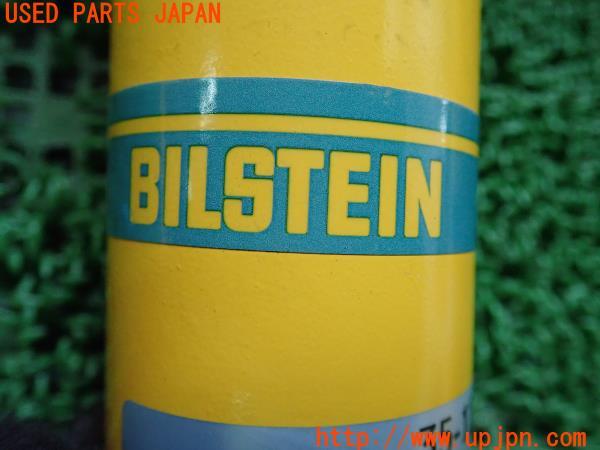 USED PARTS JAPAN
BILSTEIN
http://www.upjpn.com